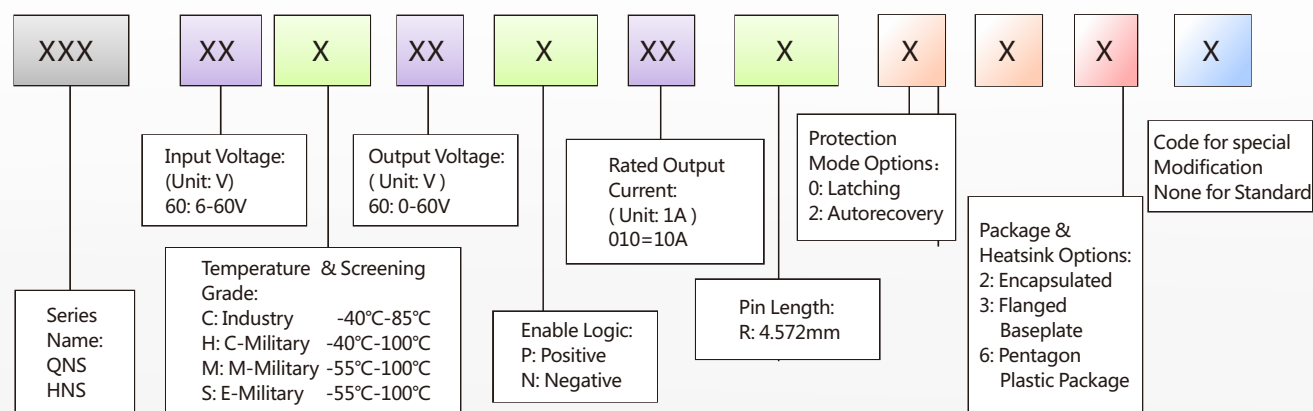 XXX XX X XX X XX X X X X X
Input Voltage:
(Unit: V)
60: 6-60V
Output Voltage:
( Unit: V )
60: 0-60V
Rated Output
Current:
( Unit: 1A )
010=10A
Protection
Mode Options:
0: Latching
2: Autorecovery
Code for special
Modification
None for Standard
Series
Name:
QNS
HNS
Temperature & Screening
Grade:
C: Industry -40℃-85℃
H: C-Military -40℃-100℃
M: M-Military -55℃-100℃
S: E-Military -55℃-100℃
Enable Logic:
P: Positive
N: Negative
Pin Length:
R: 4.572mm
Package &
Heatsink Options:
2: Encapsulated
3: Flanged
Baseplate
6: Pentagon
Plastic Package